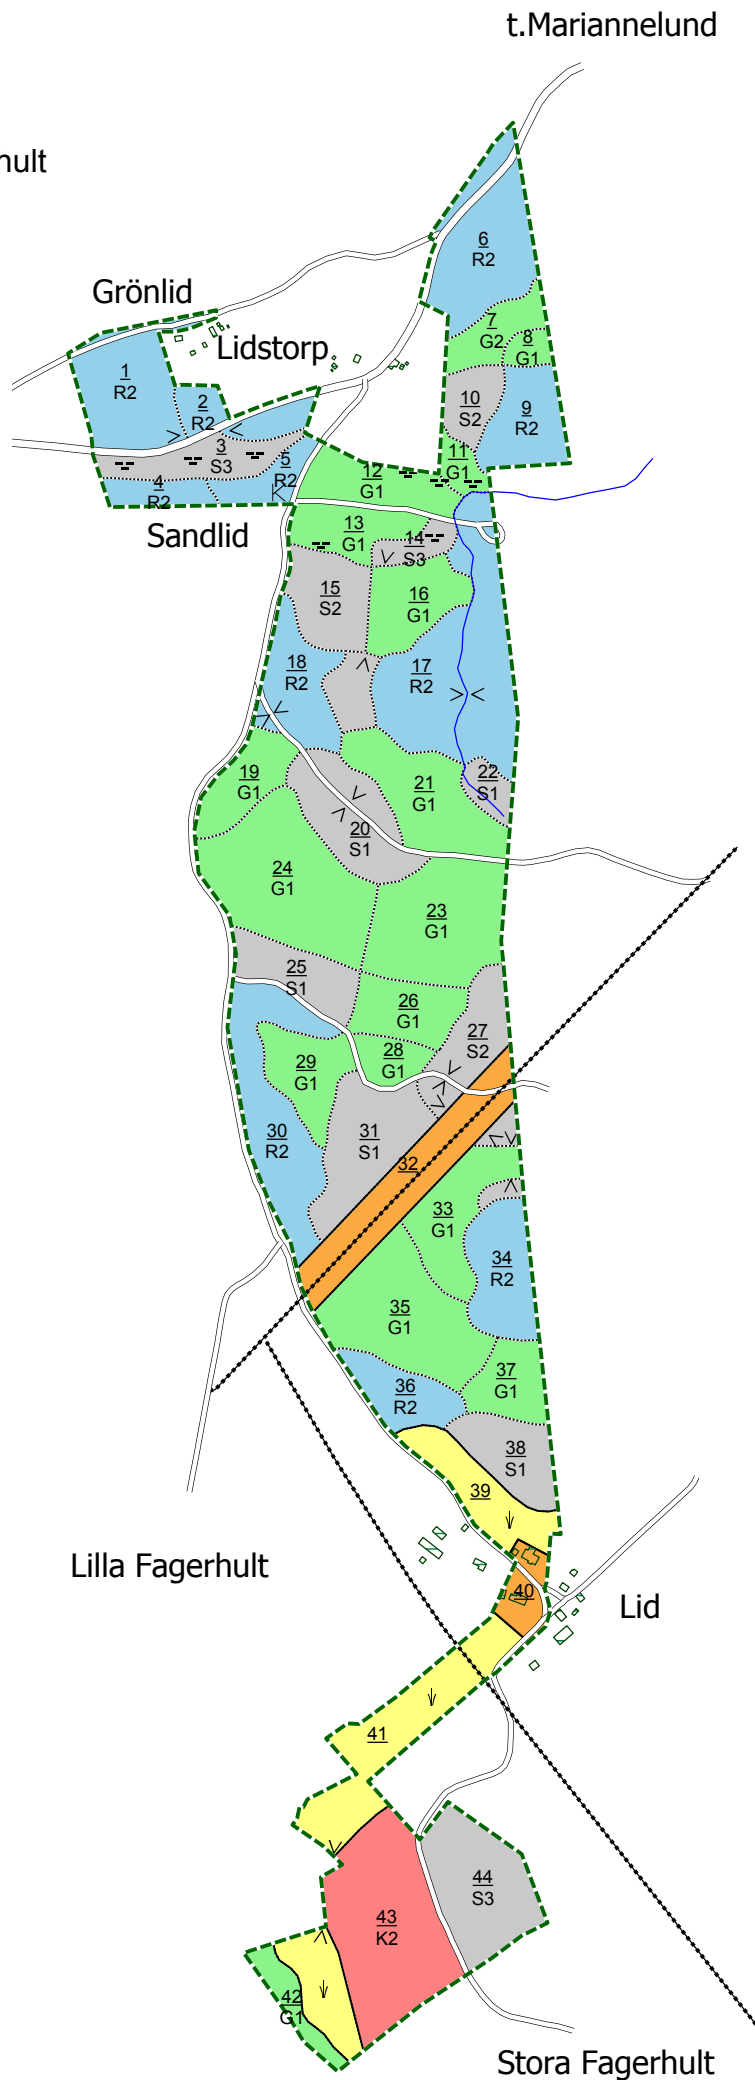 t.Mariannelund
hult
6
R2
Grönlid
7
G2
Lidstorp
8
G1
1
R2
2
R2
10
S2
9
R2
3
S3
5
R2
11
G1
12
G1
4
R2
13
G1
Sandlid
14
S3
15
S2
16
G1
18
R2
17
R2
19
G1
21
G1
22
S1
20
S1
24
G1
23
G1
25
S1
26
G1
27
S2
28
G1
29
G1
30
R2
31
S1
32
33
G1
34
R2
35
G1
37
G1
36
R2
38
S1
39
Lilla Fagerhult
40
Lid
41
44
S3
43
K2
42
G1
Stora Fagerhult